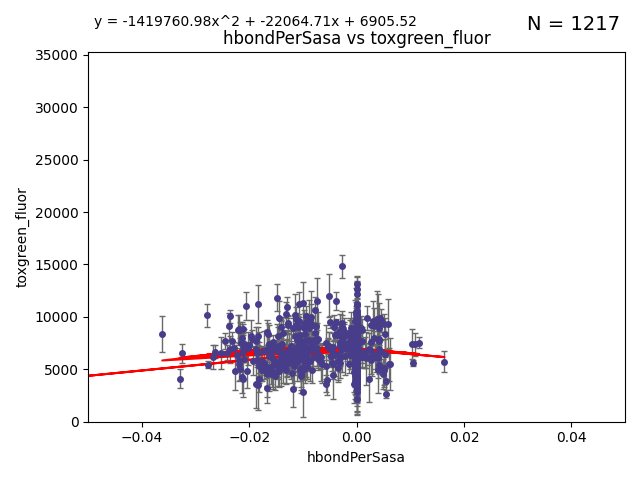 y = -1419760.98x^2 + -22064.71x + 6905.52
N = 1217
hbondPerSasa vs toxgreen_fluor
35000
30000
25000
20000
15000
10000
5000
0
toxgreen_fluor
−0.04
−0.02
0.00
0.02
0.04
hbondPerSasa